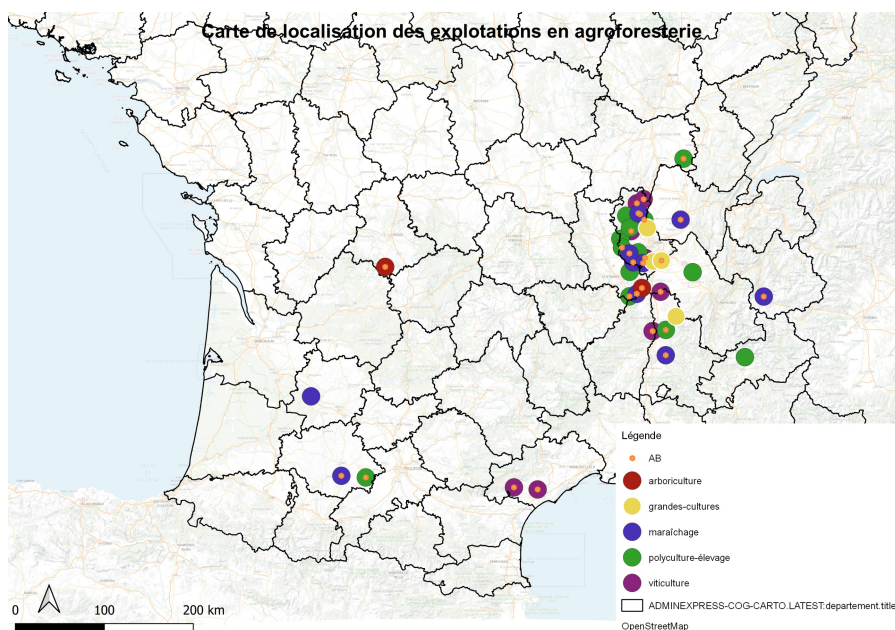 Carte de localisation des explotations en agroforesterie
Légende
AB
arboriculture
grandes-cultures
maraîchage
polyculture-élevage
viticulture
ADMINEXPRESS-COG-CARTO.LATEST:departement.title
OpenStreetMap
0 100 200 km